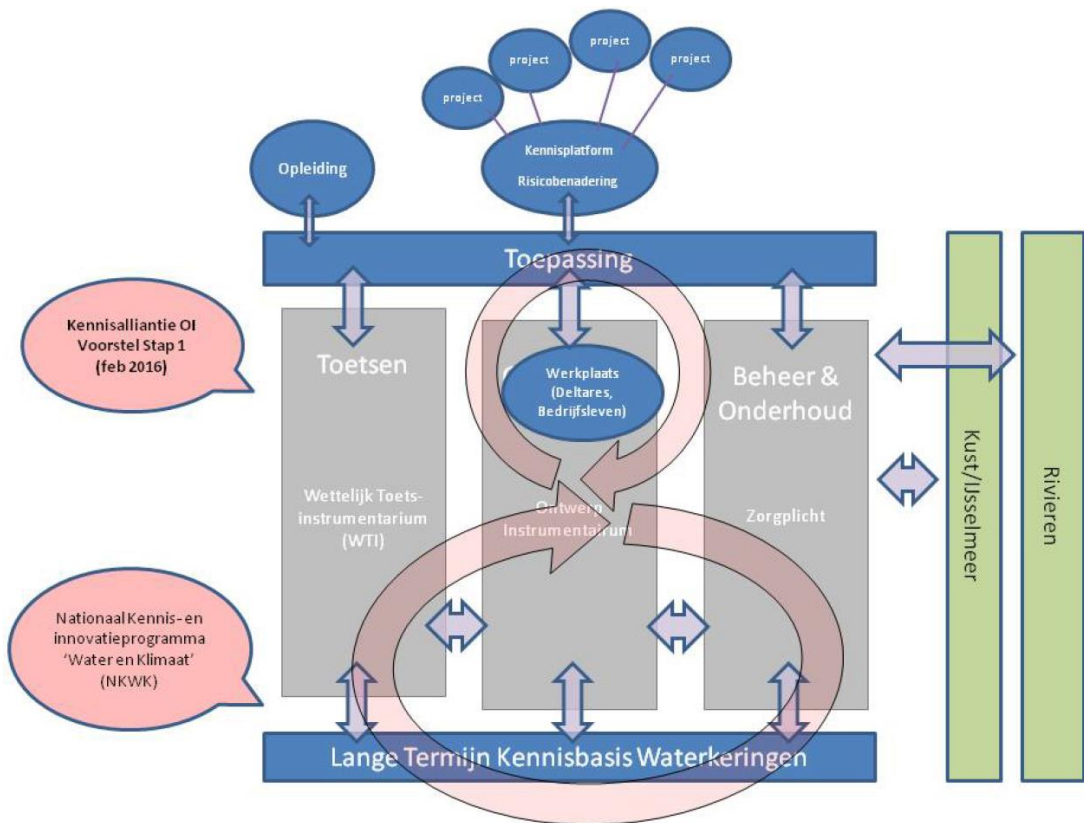 project
project
project
project
Kennisplatform
Risicobenadering
Opleiding
Toepassing
Kennisalliantie OI
Voorstel Stap 1
(feb 2016)
Toetsen
Werkplaats
(Deltares,
Bedrijfsleven)
Beheer &
Onderhoud
Wettelijk Toets-
instrumentarium
(WTI)
Ontwerp
Instrumentairum
Zorgplicht
Kust/IJsselmeer
Rivieren
Nationaal Kennis- en
innovatieprogramma
‘Water en Klimaat’
(NKWK)
Lange Termijn Kennisbasis Waterkeringen